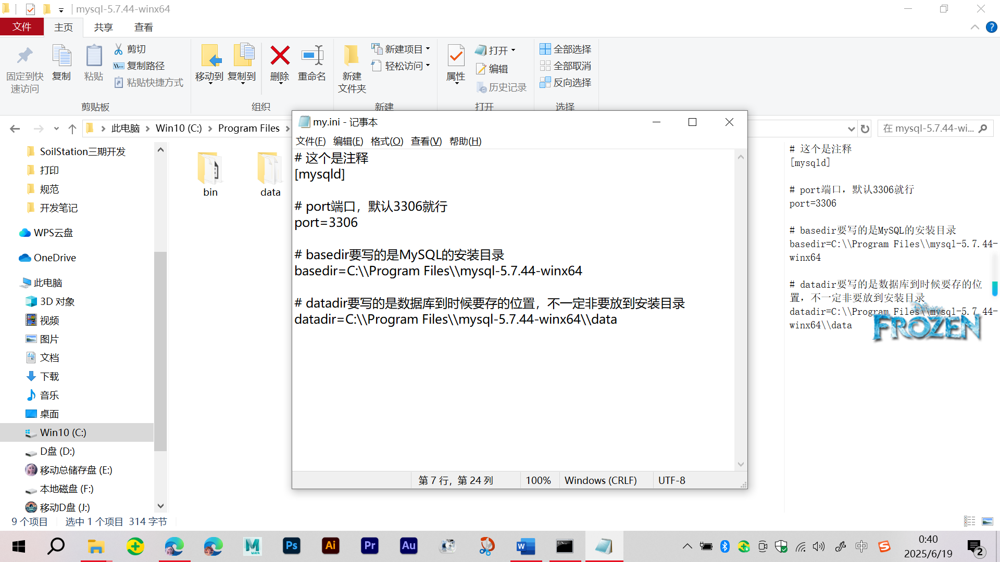 mysql-5.7.44-winx64
文件
主页
共享
查看
固定到快
速访问
复制
粘贴
剪切
复制路径
粘贴快捷方式
剪贴板
移动到
复制到
删除
重命名
组织
新建
文件夹
新建项目
轻松访问
新建
属性
打开
编辑
历史记录
打开
全部选择
全部取消
反向选择
选择
此电脑
Win10 (C:)
Program Files
在 mysql-5.7.44-wi...
SoilStation三期开发
打印
规范
开发笔记
WPS云盘
OneDrive
此电脑
3D 对象
视频
图片
文档
下载
音乐
桌面
Win10 (C:)
D盘 (D:)
移动总储存盘 (E:)
本地磁盘 (F:)
移动D盘 (J:)
bin
data
my.ini - 记事本
文件(F) 编辑(E) 格式(O) 查看(V) 帮助(H)
# 这个是注释
[mysqld]
# port端口，默认3306就行
port=3306
# basedir要写的是MySQL的安装目录
basedir=C:\\Program Files\\mysql-5.7.44-winx64
# datadir要写的是数据库到时候要存的位置，不一定非要放到安装目录
datadir=C:\\Program Files\\mysql-5.7.44-winx64\\data
第 7 行，第 24 列
100%
Windows (CRLF)
UTF-8
# 这个是注释
[mysqld]
# port端口，默认3306就行
port=3306
# basedir要写的是MySQL的安装目录
basedir=C:\\Program Files\\mysql-5.7.44-
winx64
# datadir要写的是数据库到时候要存的位
置，不一定非要放到安装目录
datadir=C:\\Program Files\\mysql-5.7.44-
winx64\\data
FROZEN
9 个项目
选中 1 个项目 314 字节
MAYA
Ps
Ai
Pr
Au
W
中
0:40
2025/6/19
2